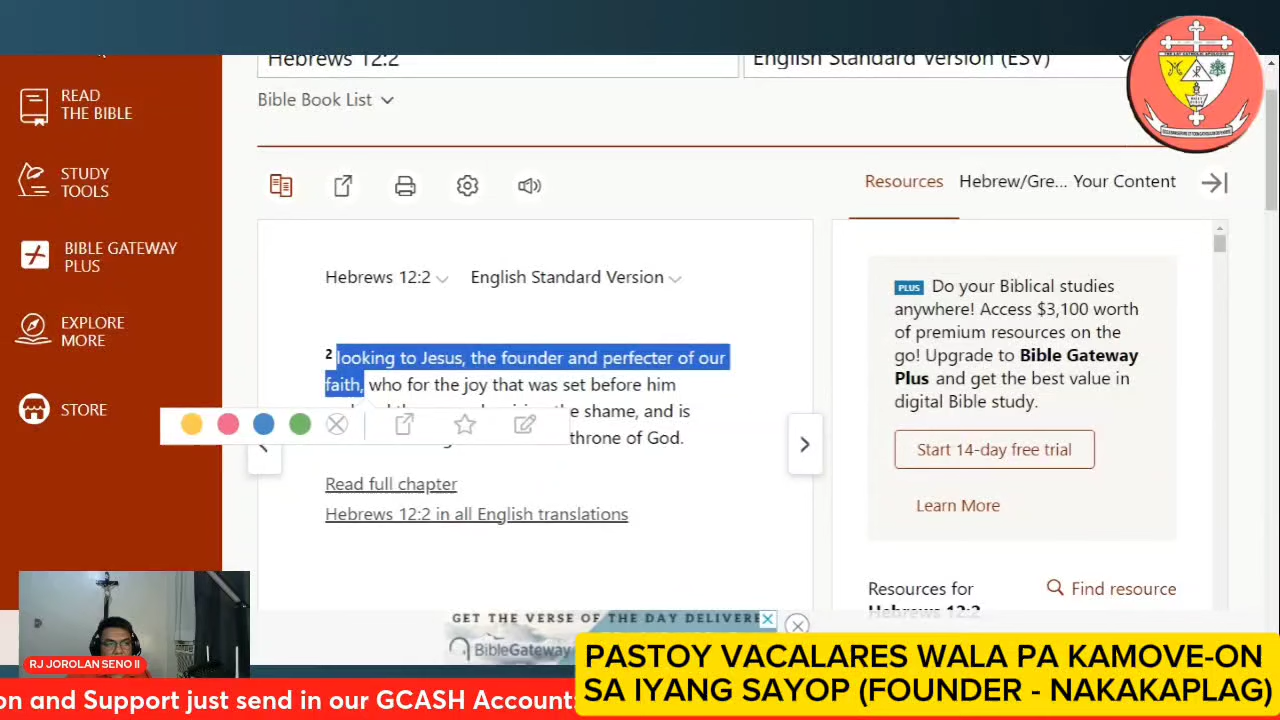 Hebrews 12:2
English Standard Version (ESV)
Bible Book List
READ
THE BIBLE
STUDY
TOOLS
BIBLE GATEWAY
PLUS
EXPLORE
MORE
STORE
Resources
Hebrew/Gre...
Your Content
Hebrews 12:2
English Standard Version
2 looking to Jesus, the founder and perfecter of our
faith, who for the joy that was set before him
the shame, and is
throne of God.
Read full chapter
Hebrews 12:2 in all English translations
PLUS Do your Biblical studies
anywhere! Access $3,100 worth
of premium resources on the
go! Upgrade to Bible Gateway
Plus and get the best value in
digital Bible study.
Start 14-day free trial
Learn More
Resources for
Hebrews 12:2
Find resource
GET THE VERSE OF THE DAY DELIVERE
BibleGateway
RJ JOROLAN SENO II
PASTOY VACALARES WALA PA KAMOVE-ON
SA IYANG SAYOP (FOUNDER - NAKAKAPLAG)
on and Support just send in our GCASH Account